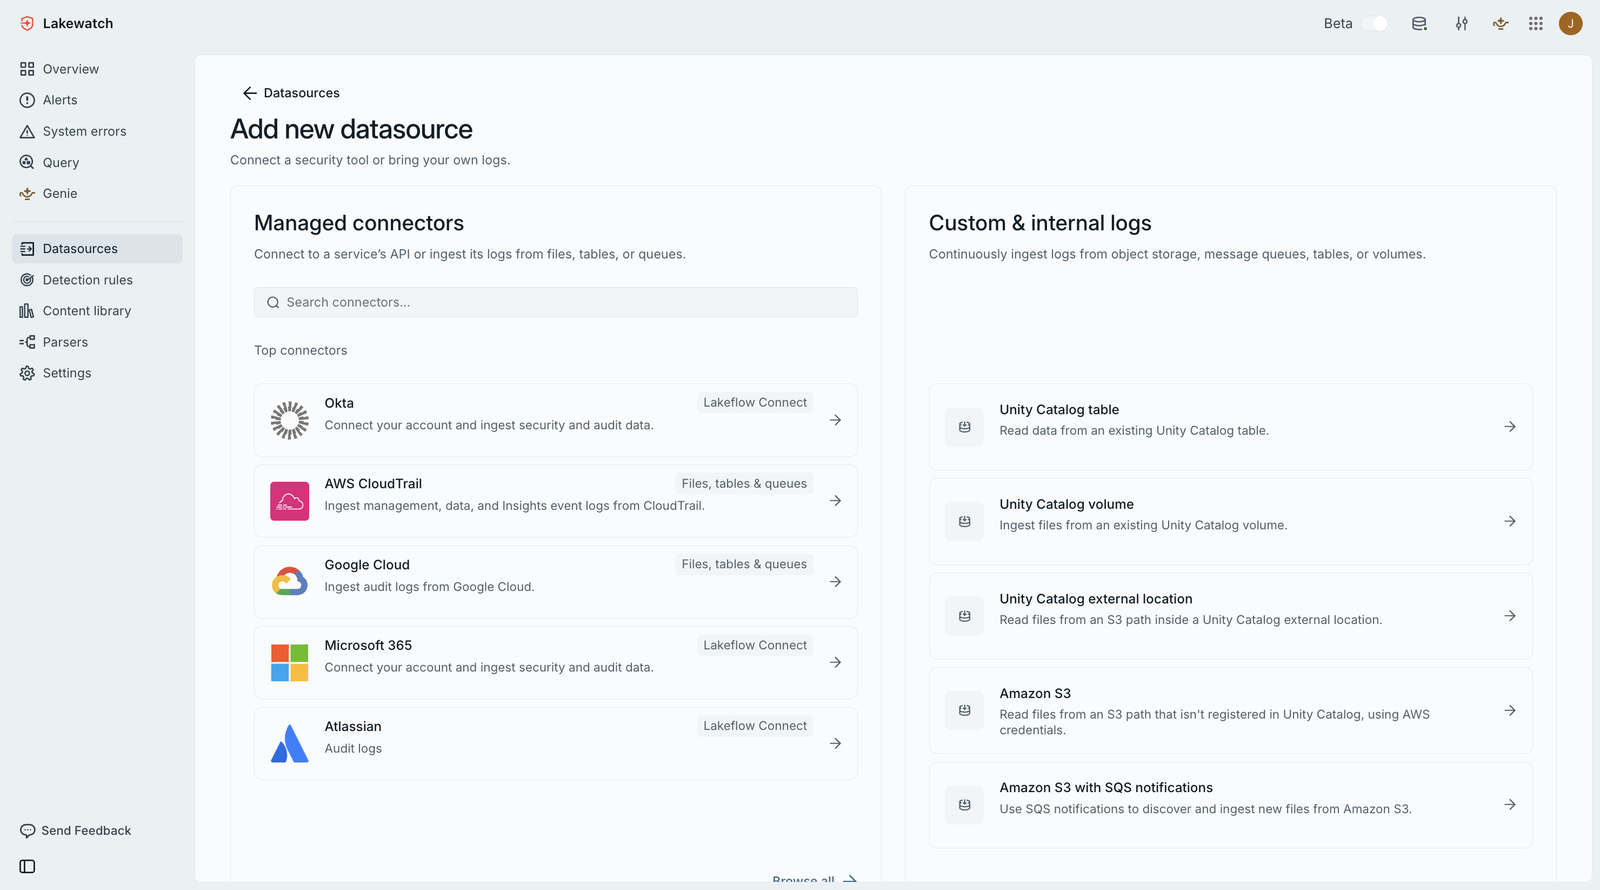 Lakewatch
Beta
J
Overview
Alerts
System errors
Query
Genie
Datasources
Detection rules
Content library
Parsers
Settings
Send Feedback
Datasources
Add new datasource
Connect a security tool or bring your own logs.
Managed connectors
Connect to a service's API or ingest its logs from files, tables, or queues.
Search connectors...
Top connectors
Okta
Lakeflow Connect
Connect your account and ingest security and audit data.
AWS CloudTrail
Files, tables & queues
Ingest management, data, and Insights event logs from CloudTrail.
Google Cloud
Files, tables & queues
Ingest audit logs from Google Cloud.
Microsoft 365
Lakeflow Connect
Connect your account and ingest security and audit data.
Atlassian
Lakeflow Connect
Audit logs
Browse all
Custom & internal logs
Continuously ingest logs from object storage, message queues, tables, or volumes.
Unity Catalog table
Read data from an existing Unity Catalog table.
Unity Catalog volume
Ingest files from an existing Unity Catalog volume.
Unity Catalog external location
Read files from an S3 path inside a Unity Catalog external location.
Amazon S3
Read files from an S3 path that isn't registered in Unity Catalog, using AWS
credentials.
Amazon S3 with SQS notifications
Use SQS notifications to discover and ingest new files from Amazon S3.